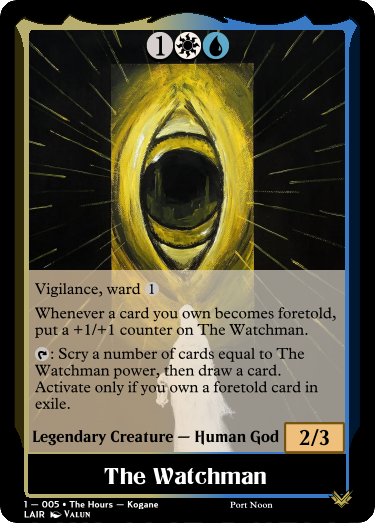 1
Vigilance, ward 1
Whenever a card you own becomes foretold,
put a +1/+1 counter on The Watchman.
: Scry a number of cards equal to The
Watchman power, then draw a card.
Activate only if you own a foretold card in
exile.
Legendary Creature — Human God 2/3
The Watchman
1 — 005 • The Hours — Kogane
Port Noon
LAIR VALUN